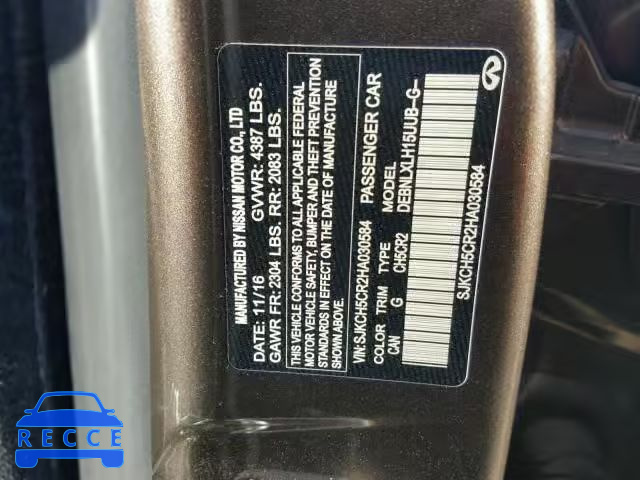 MANUFACTURED BY NISSAN MOTOR CO., LTD
DATE: 11/16 GVWR: 4387 LBS.
GAWR FR: 2304 LBS. RR: 2083 LBS.
THIS VEHICLE CONFORMS TO ALL APPLICABLE FEDERAL
MOTOR VEHICLE SAFETY, BUMPER AND THEFT PREVENTION
STANDARDS IN EFFECT ON THE DATE OF MANUFACTURE
SHOWN ABOVE.
VIN: SJKCH5CR2HA030584 PASSENGER CAR
COLOR TRIM TYPE MODEL
CAN G CH5CR2 DEBNLXLH15UUB-G-
SJKCH5CR2HA030584
RECCE